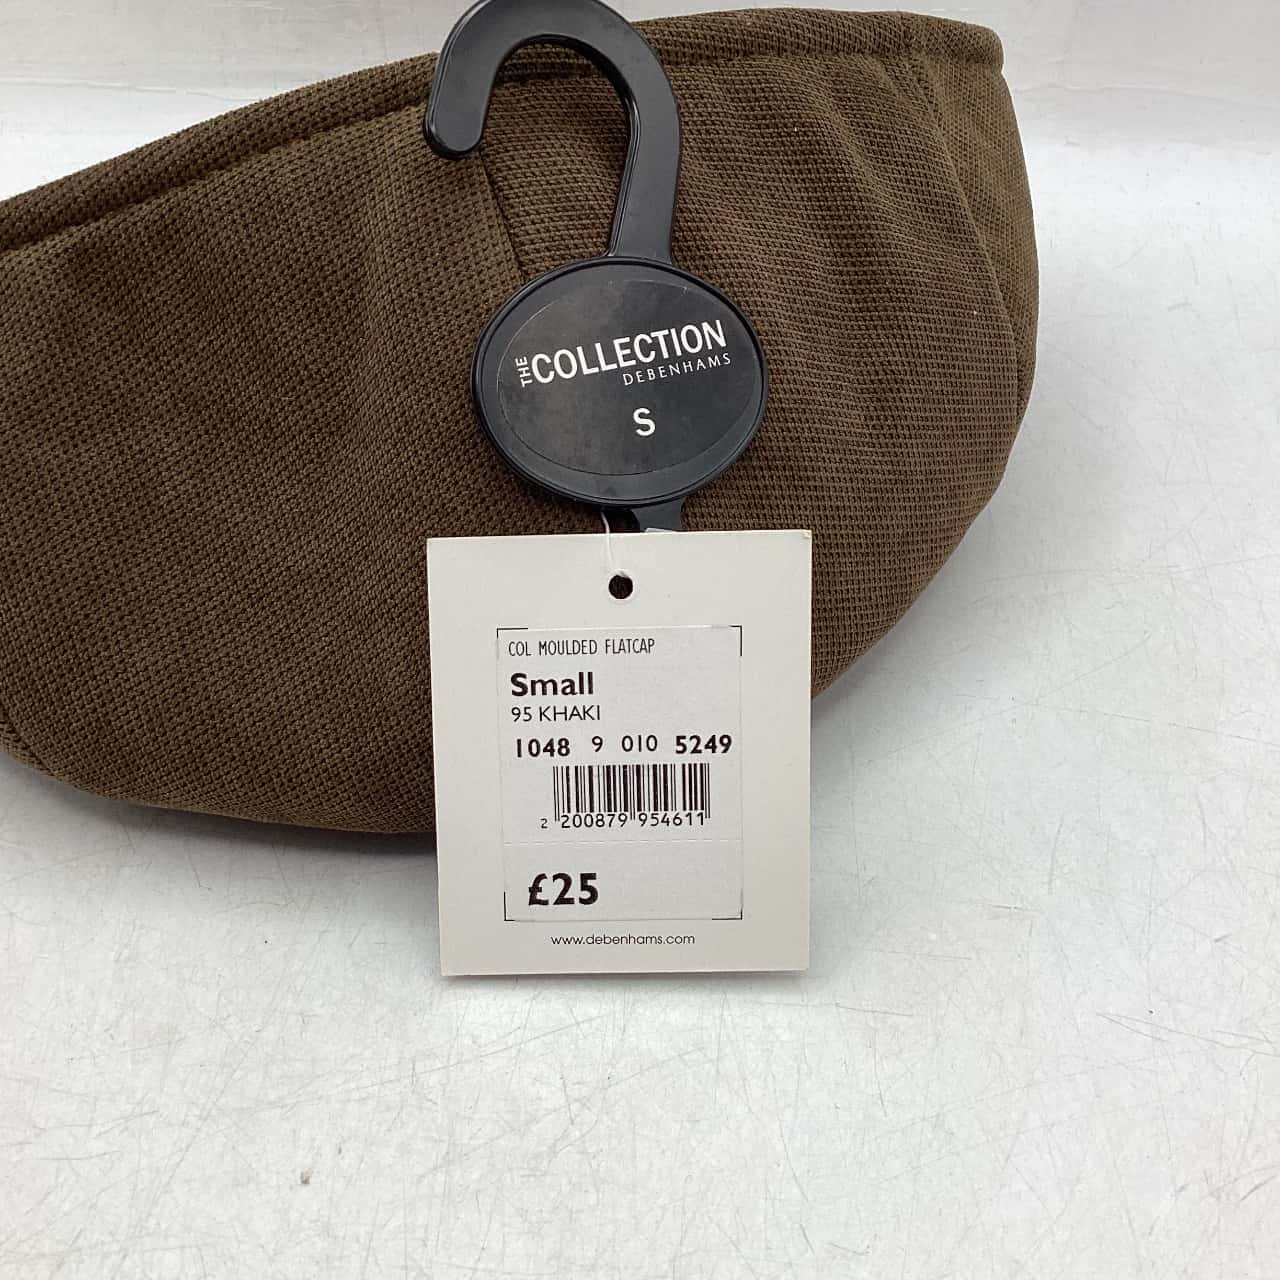 THE COLLECTION
DEBENHAMS
S
COL MOULDED FLATCAP
Small
95 KHAKI
1048 9 010 5249
2 200879 954611
£25
www.debenhams.com